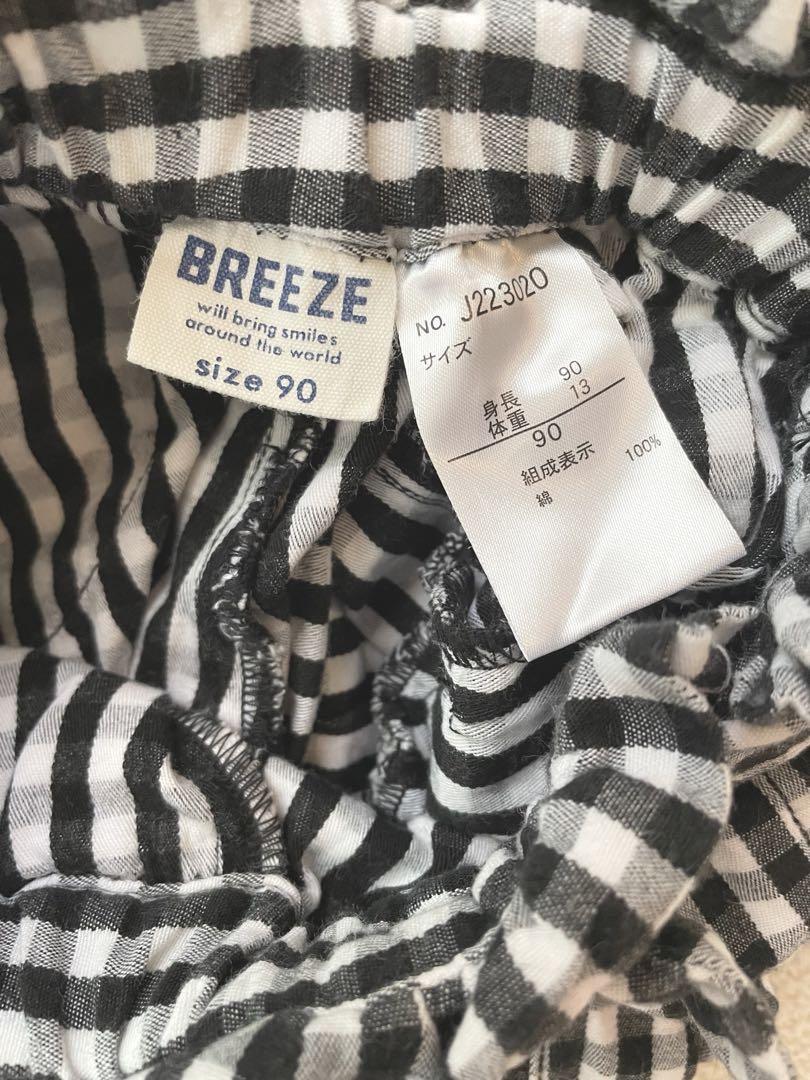 BREEZE
will bring smiles
around the world
size 90
NO. J223020
サイズ
身長 90
体重 13
90
組成表示
綿 100%